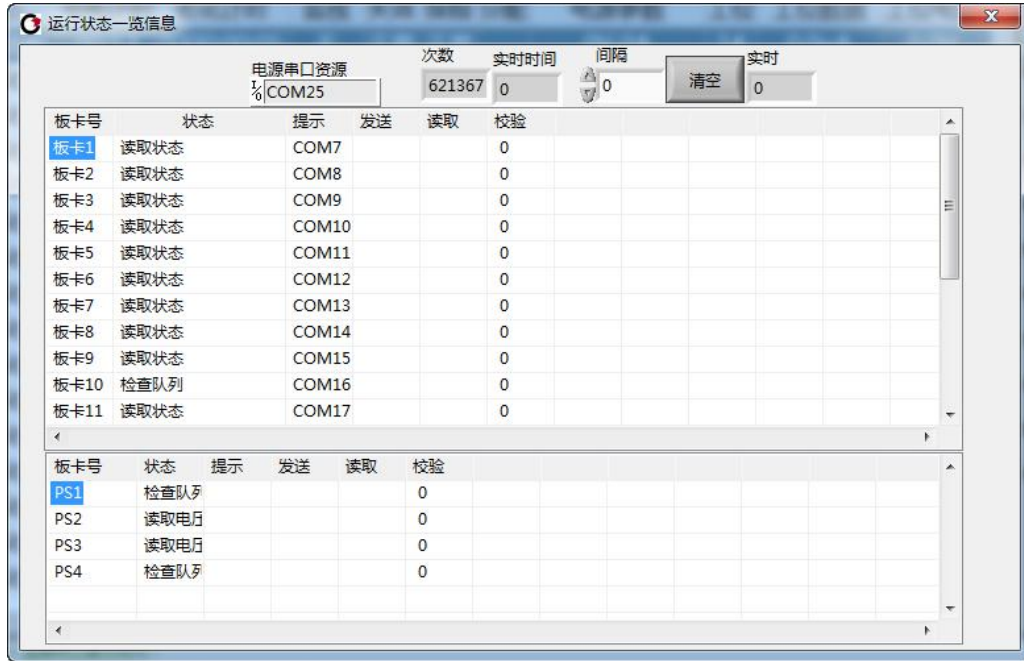 运行状态一览信息
电源串口资源 次数 实时时间 间隔 实时
COM25 621367 0 0 清空 0
板卡号 状态 提示 发送 读取 校验
板卡1 读取状态 COM7 0
板卡2 读取状态 COM8 0
板卡3 读取状态 COM9 0
板卡4 读取状态 COM10 0
板卡5 读取状态 COM11 0
板卡6 读取状态 COM12 0
板卡7 读取状态 COM13 0
板卡8 读取状态 COM14 0
板卡9 读取状态 COM15 0
板卡10 检查队列 COM16 0
板卡11 读取状态 COM17 0
板卡号 状态 提示 发送 读取 校验
PS1 检查队列 0
PS2 读取电压 0
PS3 读取电压 0
PS4 检查队列 0